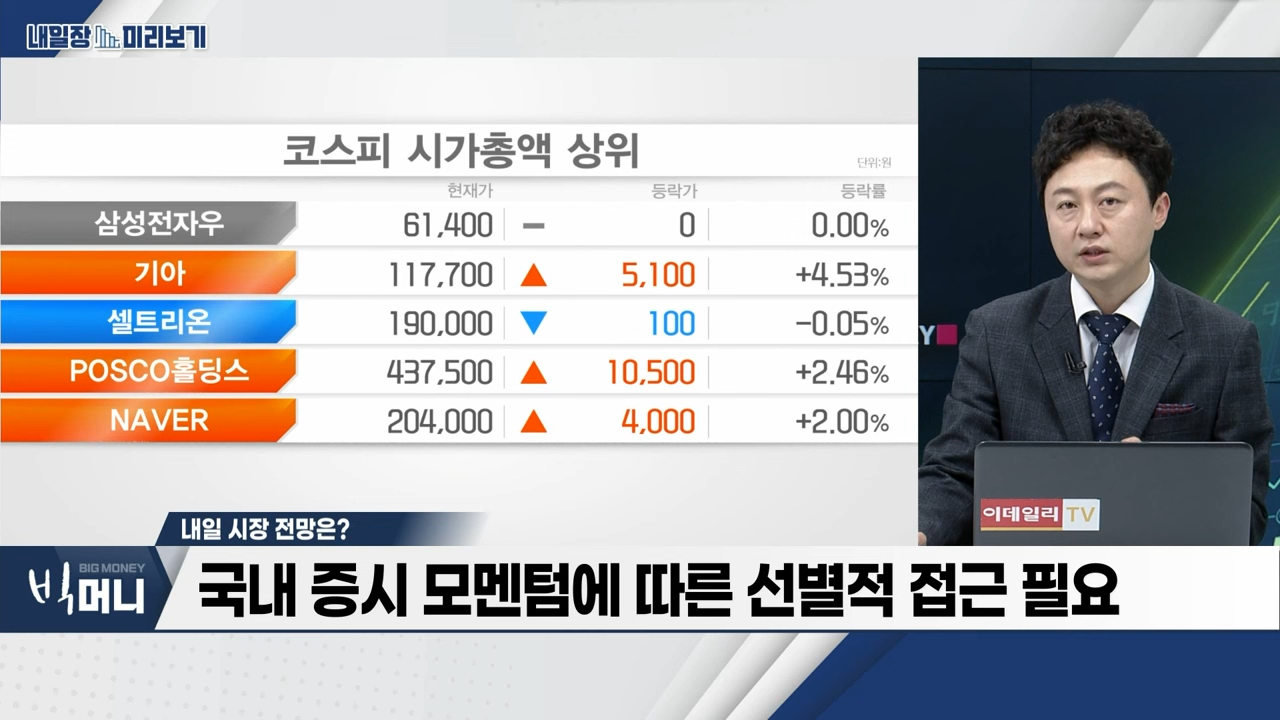 내일장 미리보기
코스피 시가총액 상위
단위:원
현재가 등락가 등락률
삼성전자우 61,400 − 0 0.00%
기아 117,700 ▲ 5,100 +4.53%
셀트리온 190,000 ▼ 100 −0.05%
POSCO홀딩스 437,500 ▲ 10,500 +2.46%
NAVER 204,000 ▲ 4,000 +2.00%
Y
이데일리 TV
내일 시장 전망은?
BIG MONEY
빅머니
국내 증시 모멘텀에 따른 선별적 접근 필요